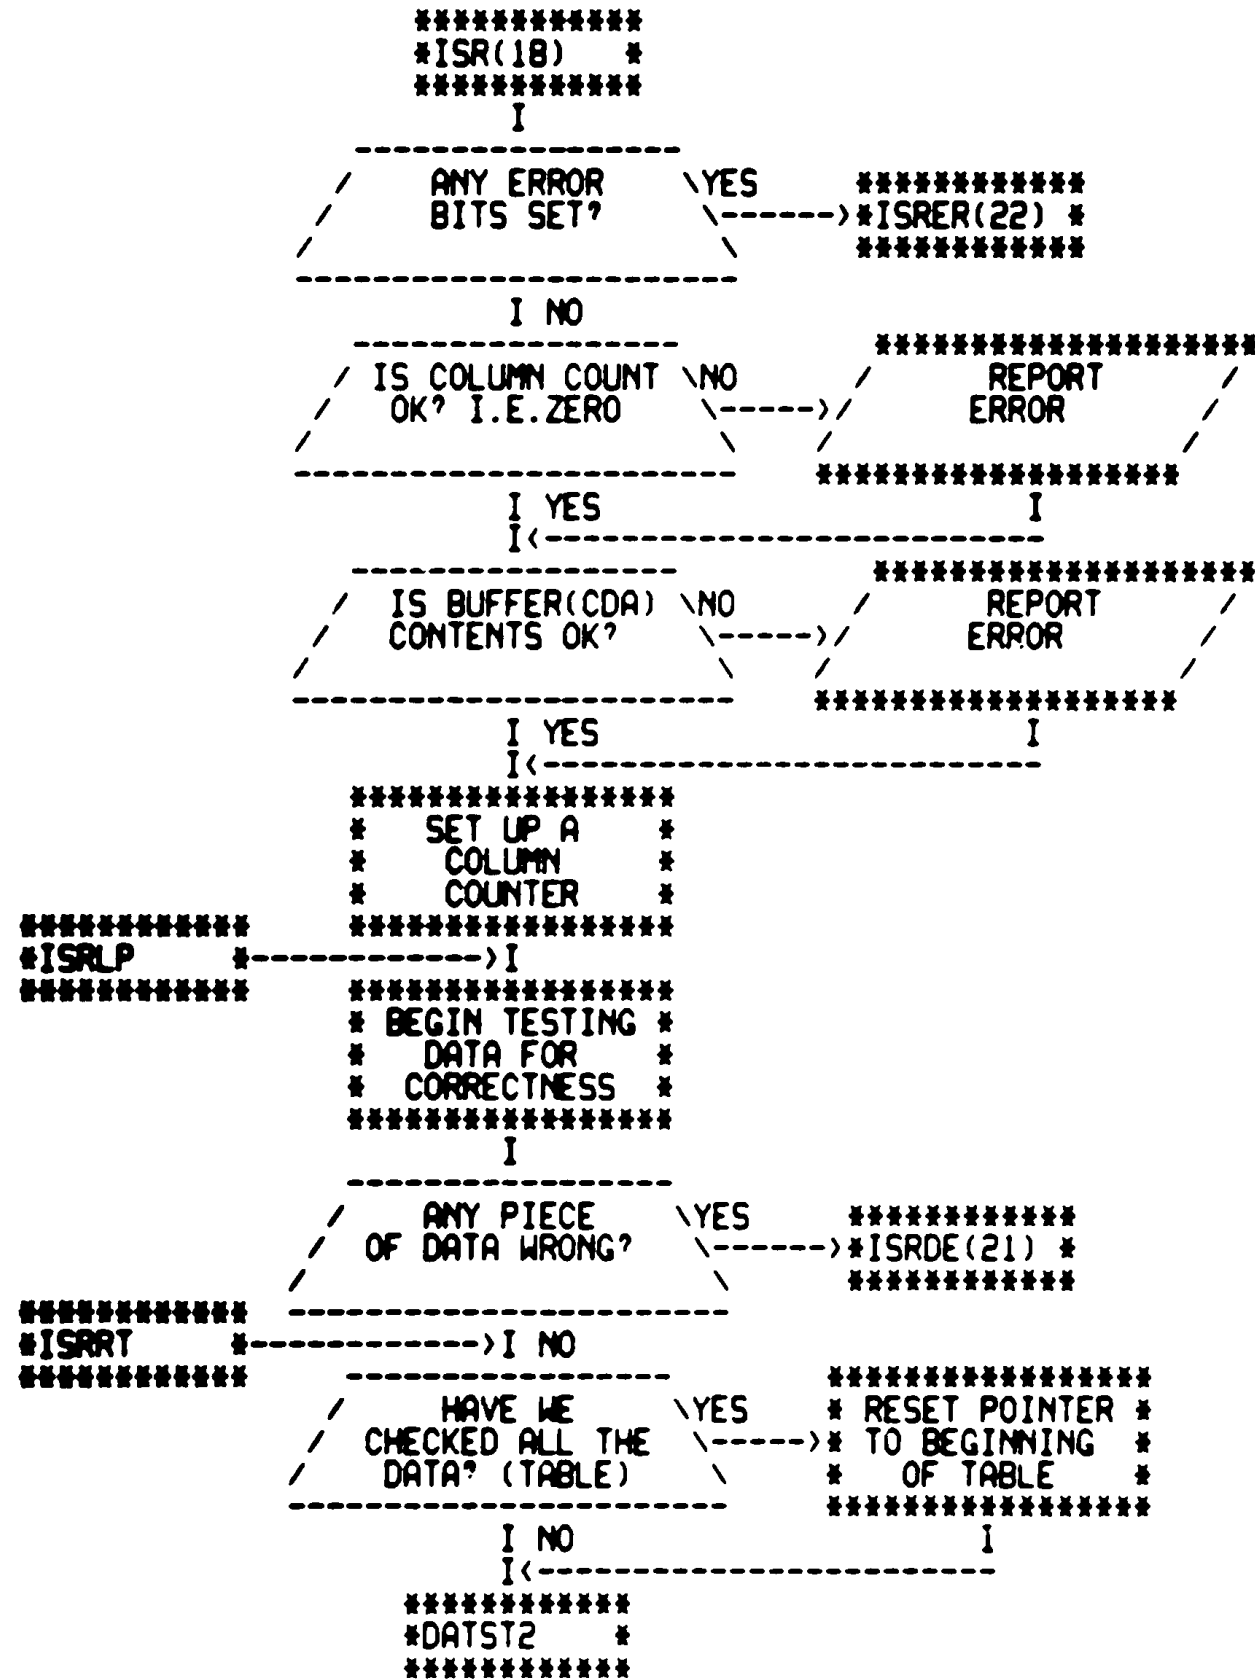 *ISR(18) *
I
ANY ERROR
BITS SET?
YES
*ISRER(22) *
I NO
IS COLUMN COUNT
OK? I.E.ZERO
NO
REPORT
ERROR
I YES
I
I
IS BUFFER(CDA)
CONTENTS OK?
NO
REPORT
ERROR
I YES
I
I
* SET UP A *
* COLUMN *
* COUNTER *
*ISRLP *
I
* BEGIN TESTING *
* DATA FOR *
* CORRECTNESS *
I
ANY PIECE
OF DATA WRONG?
YES
*ISRDE(21) *
*ISRRT *
I NO
HAVE WE
CHECKED ALL THE
DATA? (TABLE)
YES
* RESET POINTER *
* TO BEGINNING *
* OF TABLE *
I NO
I
I
*DATST2 *